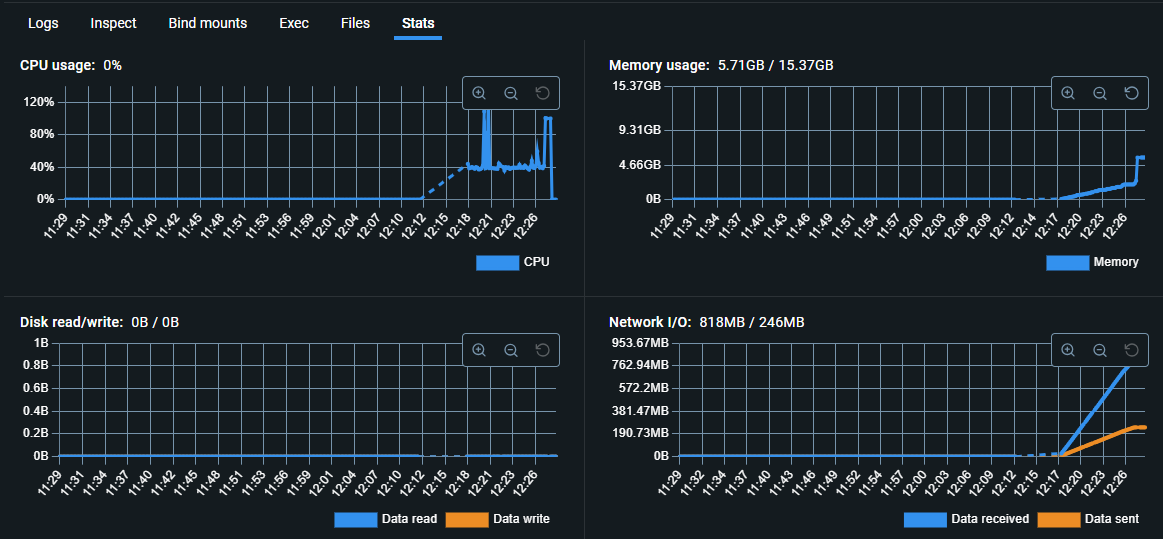 Logs Inspect Bind mounts Exec Files Stats
CPU usage: 0%
120%
80%
40%
0%
11:29 11:31 11:34 11:37 11:40 11:42 11:45 11:48 11:51 11:53 11:56 11:59 12:01 12:04 12:07 12:10 12:12 12:15 12:18 12:21 12:23 12:26
CPU
Memory usage: 5.71GB / 15.37GB
15.37GB
9.31GB
4.66GB
0B
11:29 11:31 11:34 11:37 11:40 11:43 11:46 11:49 11:51 11:54 11:57 12:00 12:03 12:06 12:09 12:12 12:14 12:17 12:20 12:23 12:26
Memory
Disk read/write: 0B / 0B
1B
0.8B
0.6B
0.4B
0.2B
0B
11:29 11:31 11:34 11:37 11:40 11:43 11:45 11:48 11:51 11:54 11:56 11:59 12:01 12:04 12:07 12:10 12:12 12:15 12:18 12:21 12:23 12:26
Data read Data write
Network I/O: 818MB / 246MB
953.67MB
762.94MB
572.2MB
381.47MB
190.73MB
0B
11:29 11:32 11:34 11:37 11:40 11:43 11:46 11:49 11:52 11:54 11:57 12:00 12:03 12:06 12:09 12:12 12:15 12:17 12:20 12:23 12:26
Data received Data sent